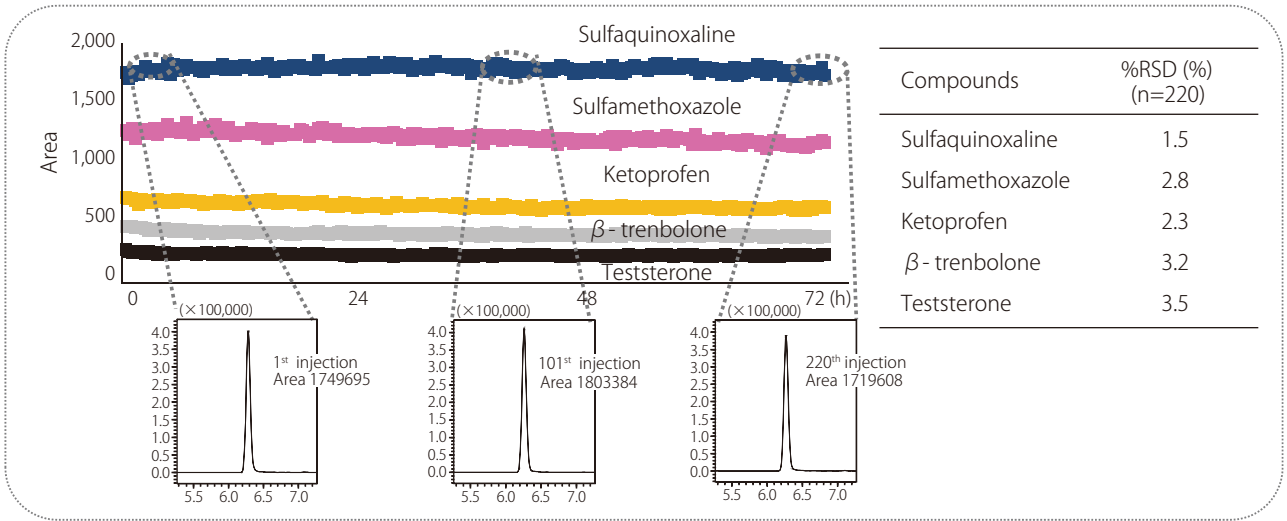 Sulfaquinoxaline
Sulfamethoxazole
Ketoprofen
β - trenbolone
Teststerone
Area
2,000
1,500
1,000
500
0
0 24 48 72 (h)
(×100,000)
4.0
3.5
3.0
2.5
2.0
1.5
1.0
0.5
0.0
5.5 6.0 6.5 7.0
1st injection
Area 1749695
(×100,000)
4.0
3.5
3.0
2.5
2.0
1.5
1.0
0.5
0.0
5.5 6.0 6.5 7.0
101st injection
Area 1803384
(×100,000)
4.0
3.5
3.0
2.5
2.0
1.5
1.0
0.5
0.0
5.5 6.0 6.5 7.0
220th injection
Area 1719608
Compounds %RSD (%)
(n=220)
Sulfaquinoxaline 1.5
Sulfamethoxazole 2.8
Ketoprofen 2.3
β - trenbolone 3.2
Teststerone 3.5